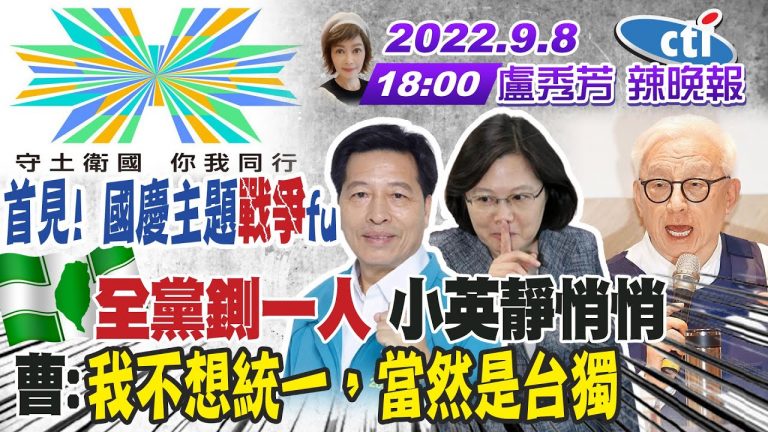 2022.9.8
cti
18:00 盧秀芳 辣晚報
守土衛國 你我同行
首見! 國慶主題戰爭fu
全黨鍘一人 小英靜悄悄
曹:我不想統一，當然是台獨